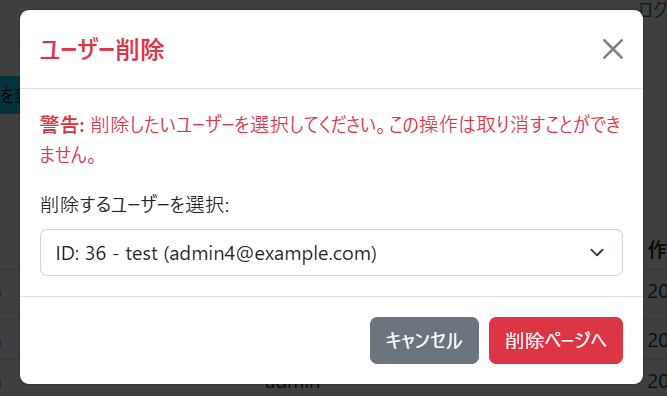 ログ
ユーザー削除
を
警告: 削除したいユーザーを選択してください。この操作は取り消すことができ
ません。
削除するユーザーを選択:
作
ID: 36 - test (admin4@example.com)
20
キャンセル
削除ページへ
20
admin
20